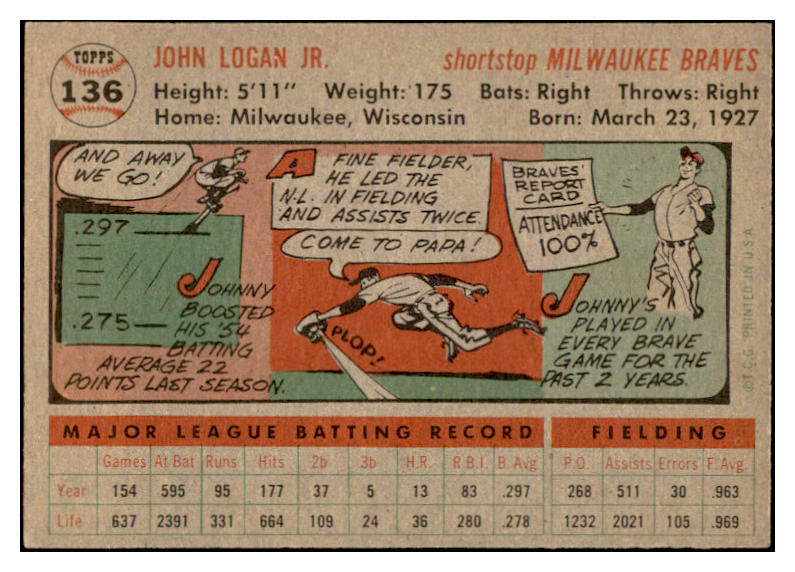 TOPPS
136
JOHN LOGAN JR.
shortstop MILWAUKEE BRAVES
Height: 5'11" Weight: 175 Bats: Right Throws: Right
Home: Milwaukee, Wisconsin Born: March 23, 1927
AND AWAY
WE GO!
.297
.275
JOHNNY
BOOSTED
HIS '54
BATTING
AVERAGE 22
POINTS LAST SEASON.
A FINE FIELDER,
HE LED THE
N.L. IN FIELDING
AND ASSISTS TWICE.
COME TO PAPA!
PLOP!
BRAVES'
REPORT
CARD
ATTENDANCE
100%
JOHNNY'S
PLAYED IN
EVERY BRAVE
GAME FOR THE
PAST 2 YEARS.
©T.C.G. PRINTED IN U.S.A.
MAJOR LEAGUE BATTING RECORD FIELDING
Games At Bat Runs Hits 2b 3b H.R. R.B.I. B. Avg. P.O. Assists Errors F. Avg.
Year 154 595 95 177 37 5 13 83 .297 268 511 30 .963
Life 637 2391 331 664 109 24 36 280 .278 1232 2021 105 .969